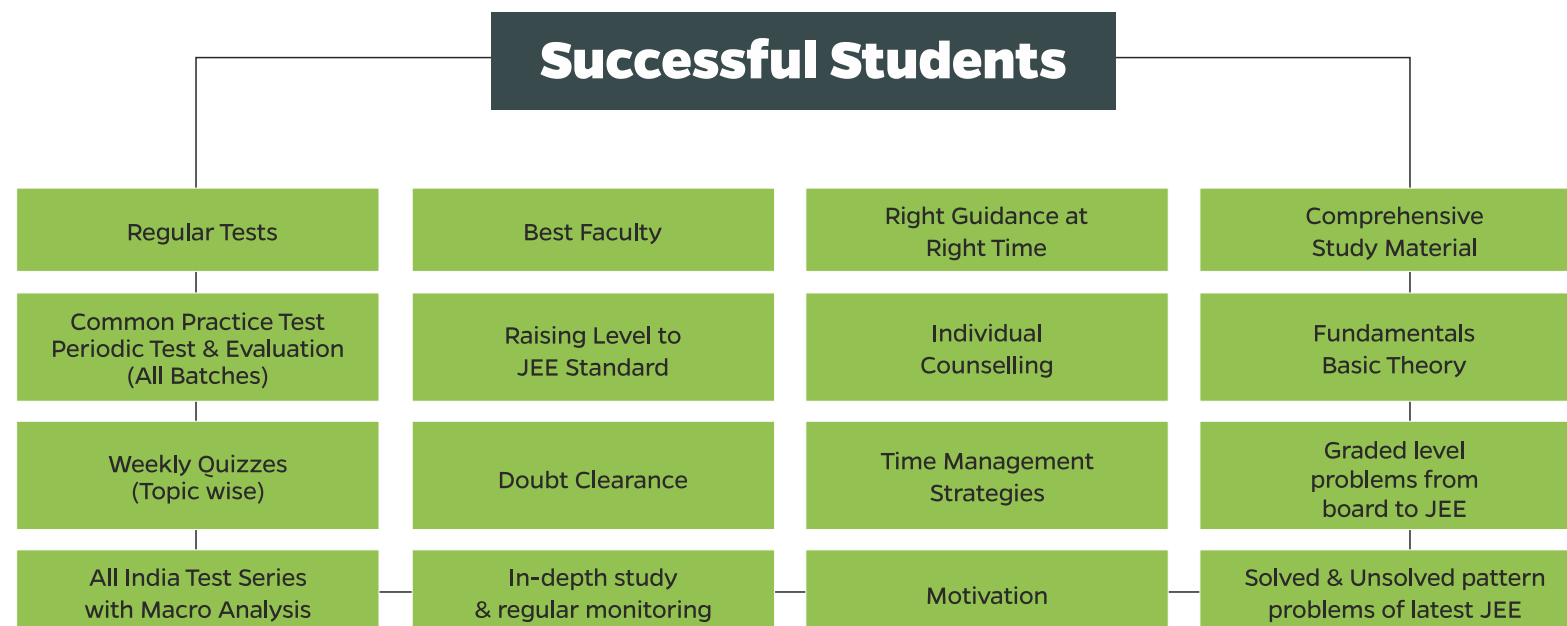 Successful Students
Regular Tests
Best Faculty
Right Guidance at
Right Time
Comprehensive
Study Material
Common Practice Test
Periodic Test & Evaluation
(All Batches)
Raising Level to
JEE Standard
Individual
Counselling
Fundamentals
Basic Theory
Weekly Quizzes
(Topic wise)
Doubt Clearance
Time Management
Strategies
Graded level
problems from
board to JEE
All India Test Series
with Macro Analysis
In-depth study
& regular monitoring
Motivation
Solved & Unsolved pattern
problems of latest JEE